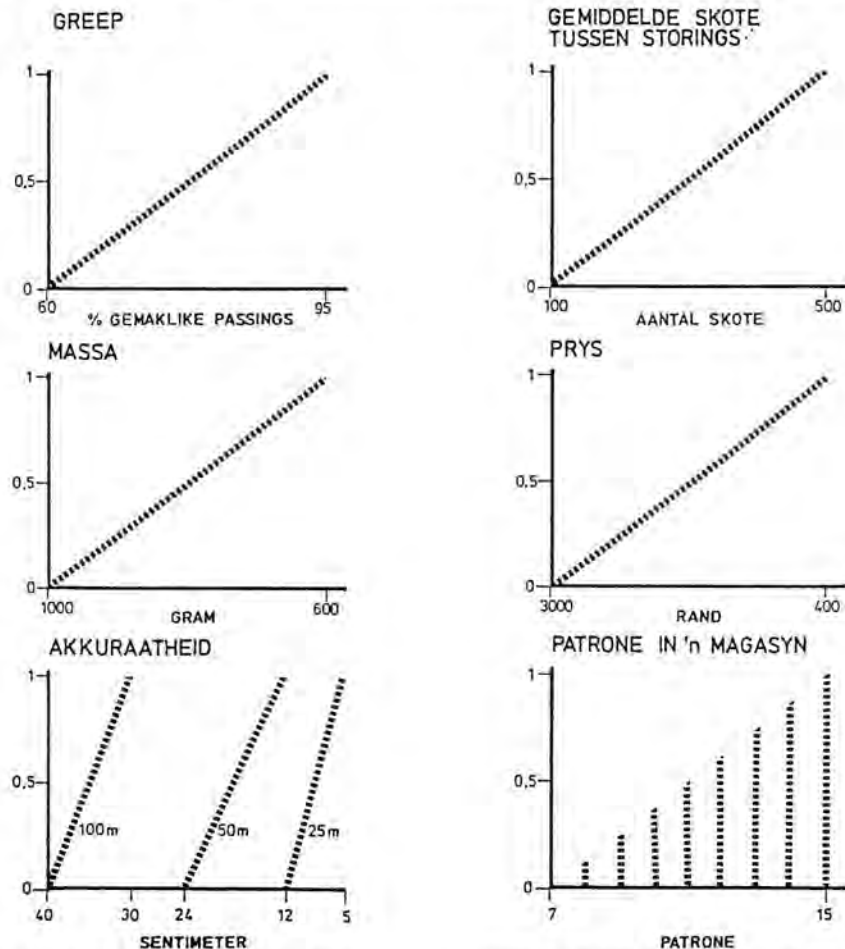 GREEP
1
0,5
0
60 95
% GEMAKLIKE PASSINGS
GEMIDDELDE SKOTE
TUSSEN STORINGS
1
0,5
0
100 500
AANTAL SKOTE
MASSA
1
0,5
0
1000 600
GRAM
PRYS
1
0,5
0
3000 400
RAND
AKKURAATHEID
1
0,5
0
100m 50m 25m
40 30 24 12 5
SENTIMETER
PATRONE IN 'n MAGASYN
1
0,5
0
7 15
PATRONE